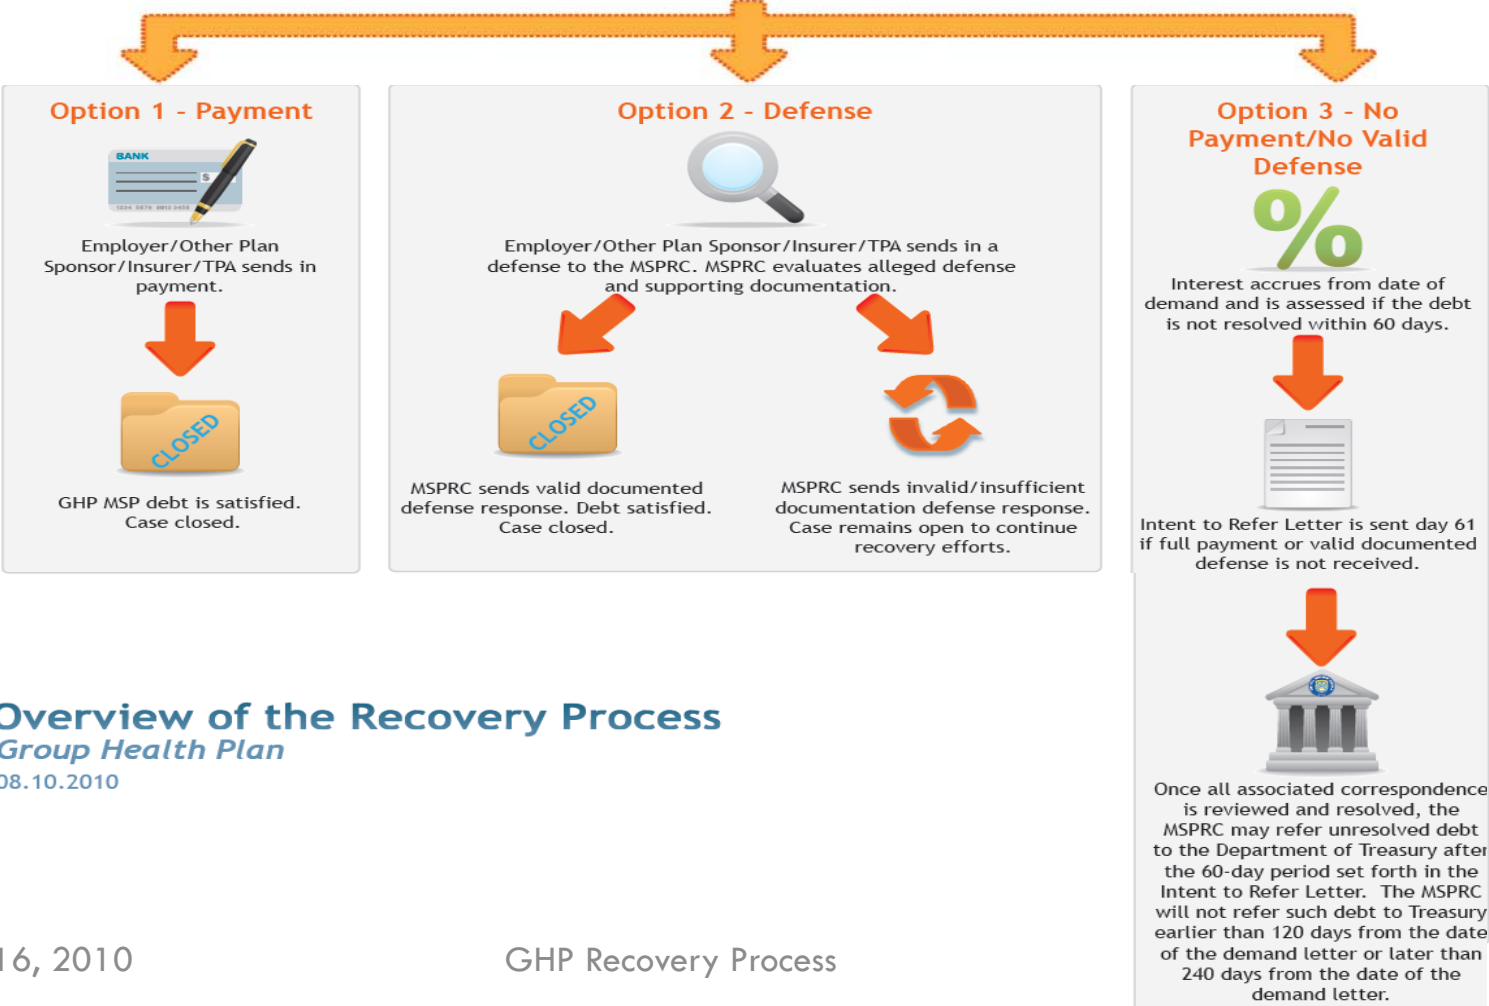 Option 1 - Payment
BANK
$
Employer/Other Plan
Sponsor/Insurer/TPA sends in
payment.
CLOSED
GHP MSP debt is satisfied.
Case closed.
Option 2 - Defense
Employer/Other Plan Sponsor/Insurer/TPA sends in a
defense to the MSPRC. MSPRC evaluates alleged defense
and supporting documentation.
CLOSED
MSPRC sends valid documented
defense response. Debt satisfied.
Case closed.
MSPRC sends invalid/insufficient
documentation defense response.
Case remains open to continue
recovery efforts.
Option 3 - No
Payment/No Valid
Defense
%
Interest accrues from date of
demand and is assessed if the debt
is not resolved within 60 days.
Intent to Refer Letter is sent day 61
if full payment or valid documented
defense is not received.
Once all associated correspondence
is reviewed and resolved, the
MSPRC may refer unresolved debt
to the Department of Treasury after
the 60-day period set forth in the
Intent to Refer Letter. The MSPRC
will not refer such debt to Treasury
earlier than 120 days from the date
of the demand letter or later than
240 days from the date of the
demand letter.
Overview of the Recovery Process
Group Health Plan
08.10.2010
16, 2010
GHP Recovery Process